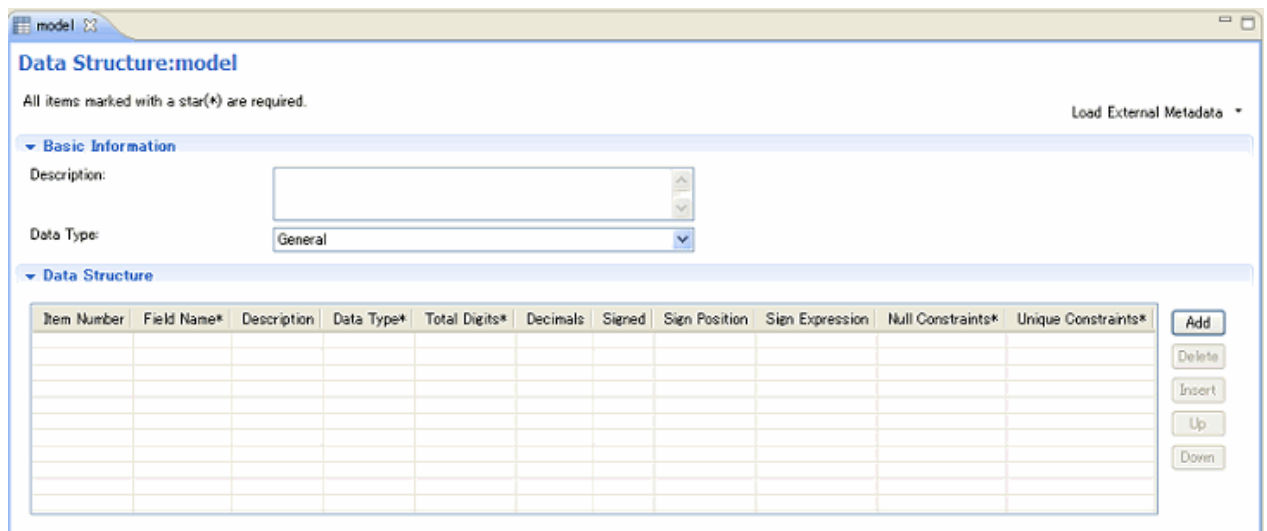 model
Data Structure:model
All items marked with a star(*) are required.
Load External Metadata
Basic Information
Description:
Data Type:
General
Data Structure
Item Number Field Name* Description Data Type* Total Digits* Decimals Signed Sign Position Sign Expression Null Constraints* Unique Constraints*
Add
Delete
Insert
Up
Down